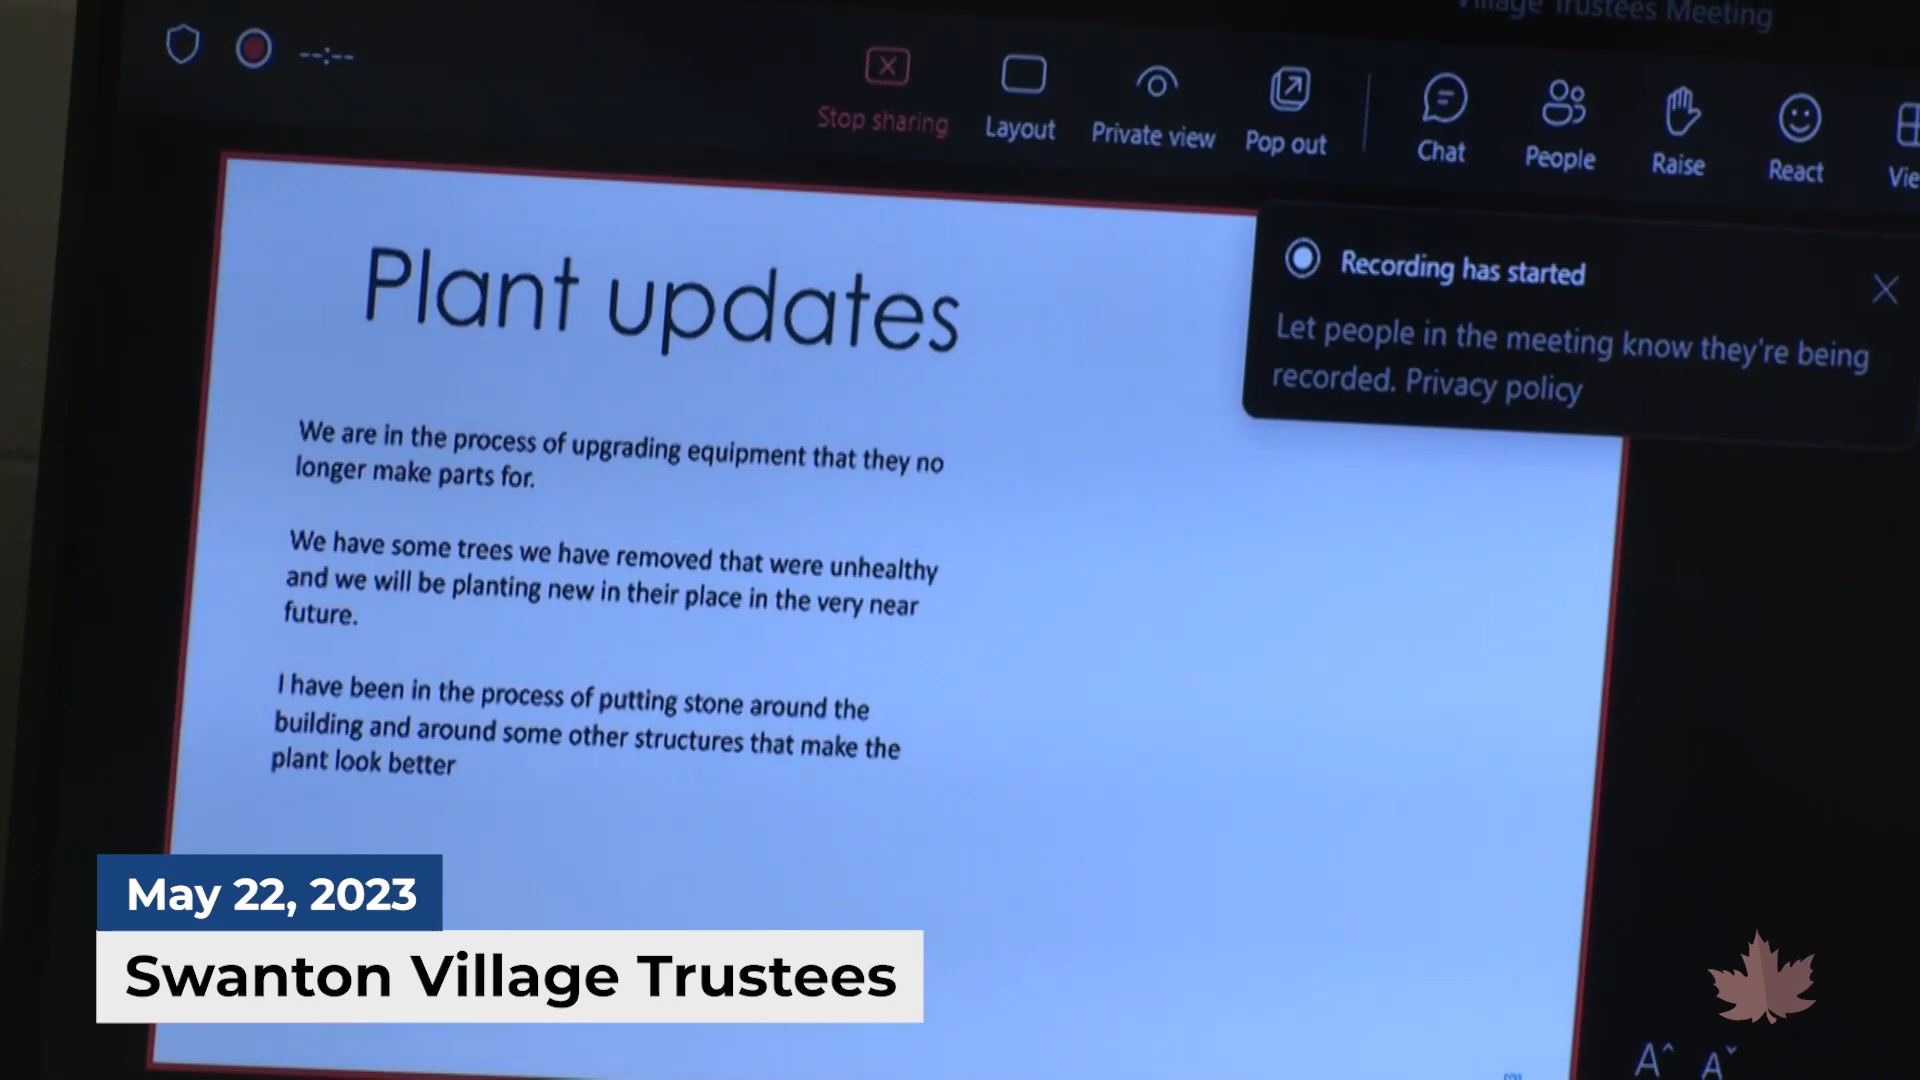 Village Trustees Meeting
--:--
Stop sharing
Layout
Private view
Pop out
Chat
People
Raise
React
Recording has started
Let people in the meeting know they're being
recorded. Privacy policy
Plant updates
We are in the process of upgrading equipment that they no
longer make parts for.
We have some trees we have removed that were unhealthy
and we will be planting new in their place in the very near
future.
I have been in the process of putting stone around the
building and around some other structures that make the
plant look better
May 22, 2023
Swanton Village Trustees
A^ Aˇ